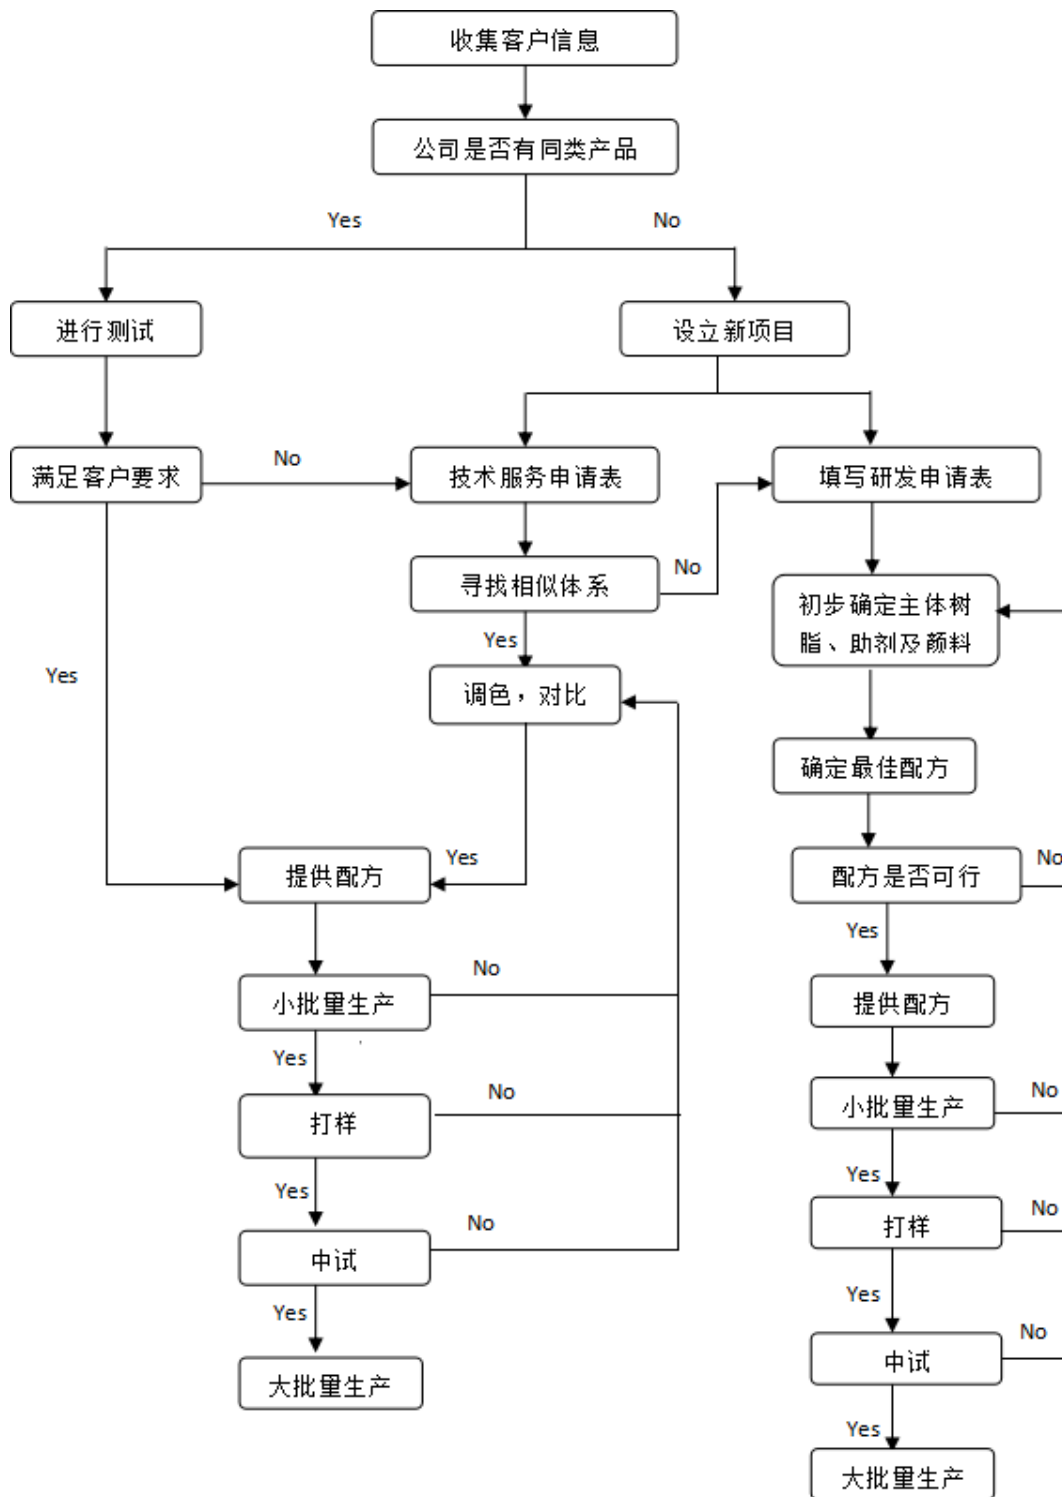 收集客户信息
公司是否有同类产品
Yes
No
进行测试
设立新项目
满足客户要求
No
技术服务申请表
填写研发申请表
寻找相似体系
No
初步确定主体树
脂、助剂及颜料
Yes
Yes
调色，对比
确定最佳配方
提供配方
Yes
配方是否可行
No
Yes
小批量生产
No
提供配方
Yes
打样
No
小批量生产
No
Yes
Yes
中试
No
打样
No
Yes
Yes
大批量生产
中试
No
Yes
大批量生产